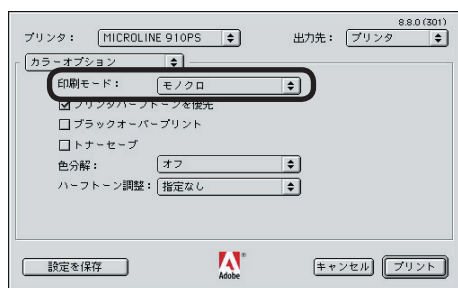 8.8.0 (301)
プリンタ： MICROLINE 910PS 出力先： プリンタ
カラーオプション
印刷モード： モノクロ
プリンタハーフトーンを優先
ブラックオーバープリント
トナーセーブ
色分解： オフ
ハーフトーン調整： 指定なし
設定を保存 Adobe ® キャンセル プリント